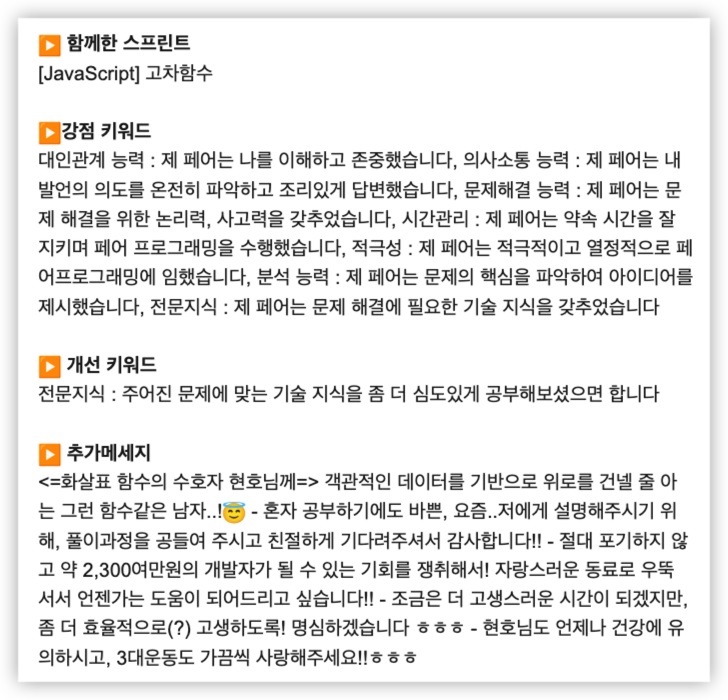 ▶️ 함께한 스프린트
[JavaScript] 고차함수
▶️강점 키워드
대인관계 능력 : 제 페어는 나를 이해하고 존중했습니다, 의사소통 능력 : 제 페어는 내
발언의 의도를 온전히 파악하고 조리있게 답변했습니다, 문제해결 능력 : 제 페어는 문
제 해결을 위한 논리력, 사고력을 갖추었습니다, 시간관리 : 제 페어는 약속 시간을 잘
지키며 페어 프로그래밍을 수행했습니다, 적극성 : 제 페어는 적극적이고 열정적으로 페
어프로그래밍에 임했습니다, 분석 능력 : 제 페어는 문제의 핵심을 파악하여 아이디어를
제시했습니다, 전문지식 : 제 페어는 문제 해결에 필요한 기술 지식을 갖추었습니다
▶️ 개선 키워드
전문지식 : 주어진 문제에 맞는 기술 지식을 좀 더 심도있게 공부해보셨으면 합니다
▶️ 추가메세지
<=화살표 함수의 수호자 현호님께=> 객관적인 데이터를 기반으로 위로를 건넬 줄 아
는 그런 함수같은 남자..!😇 - 혼자 공부하기에도 바쁜, 요즘..저에게 설명해주시기 위
해, 풀이과정을 공들여 주시고 친절하게 기다려주셔서 감사합니다!! - 절대 포기하지 않
고 약 2,300여만원의 개발자가 될 수 있는 기회를 쟁취해서! 자랑스러운 동료로 우뚝
서서 언젠가는 도움이 되어드리고 싶습니다!! - 조금은 더 고생스러운 시간이 되겠지만,
좀 더 효율적으로(?) 고생하도록! 명심하겠습니다 ㅎㅎㅎ - 현호님도 언제나 건강에 유
의하시고, 3대운동도 가끔씩 사랑해주세요!!ㅎㅎㅎ